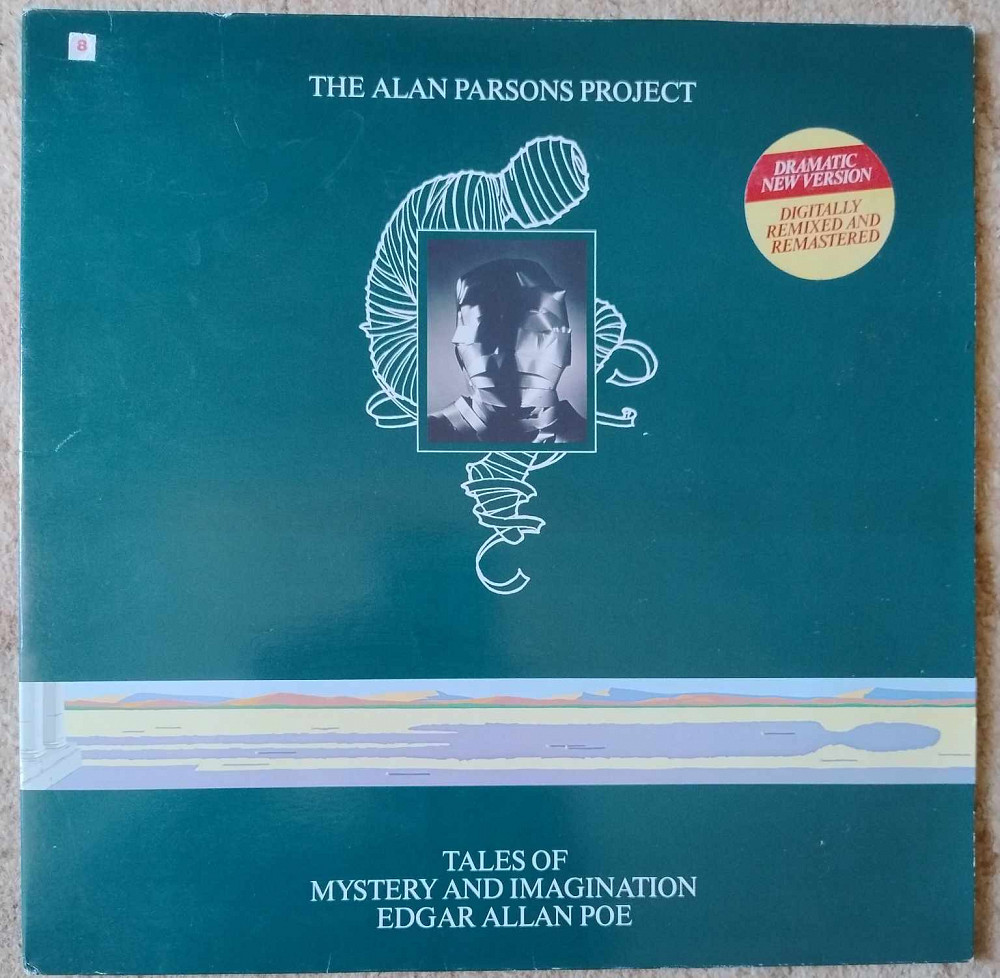 8
THE ALAN PARSONS PROJECT
DRAMATIC
NEW VERSION
DIGITALLY
REMIXED AND
REMASTERED
TALES OF
MYSTERY AND IMAGINATION
EDGAR ALLAN POE